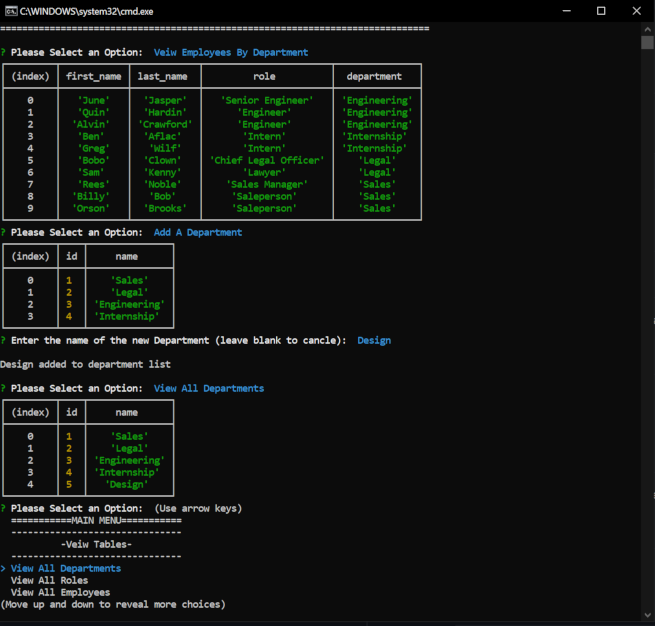 C:\WINDOWS\system32\cmd.exe
================================================================================
? Please Select an Option:  Veiw Employees By Department
(index) first_name last_name role department
0 'June' 'Jasper' 'Senior Engineer' 'Engineering'
1 'Quin' 'Hardin' 'Engineer' 'Engineering'
2 'Alvin' 'Crawford' 'Engineer' 'Engineering'
3 'Ben' 'Aflac' 'Intern' 'Internship'
4 'Greg' 'Wilf' 'Intern' 'Internship'
5 'Bobo' 'Clown' 'Chief Legal Officer' 'Legal'
6 'Sam' 'Kenny' 'Lawyer' 'Legal'
7 'Rees' 'Noble' 'Sales Manager' 'Sales'
8 'Billy' 'Bob' 'Saleperson' 'Sales'
9 'Orson' 'Brooks' 'Saleperson' 'Sales'
? Please Select an Option:  Add A Department
(index) id name
0 1 'Sales'
1 2 'Legal'
2 3 'Engineering'
3 4 'Internship'
? Enter the name of the new Department (leave blank to cancle):  Design
Design added to department list
? Please Select an Option:  View All Departments
(index) id name
0 1 'Sales'
1 2 'Legal'
2 3 'Engineering'
3 4 'Internship'
4 5 'Design'
? Please Select an Option:  (Use arrow keys)
===========MAIN MENU===========
-------------------------------
-Veiw Tables-
-------------------------------
> View All Departments
View All Roles
View All Employees
(Move up and down to reveal more choices)